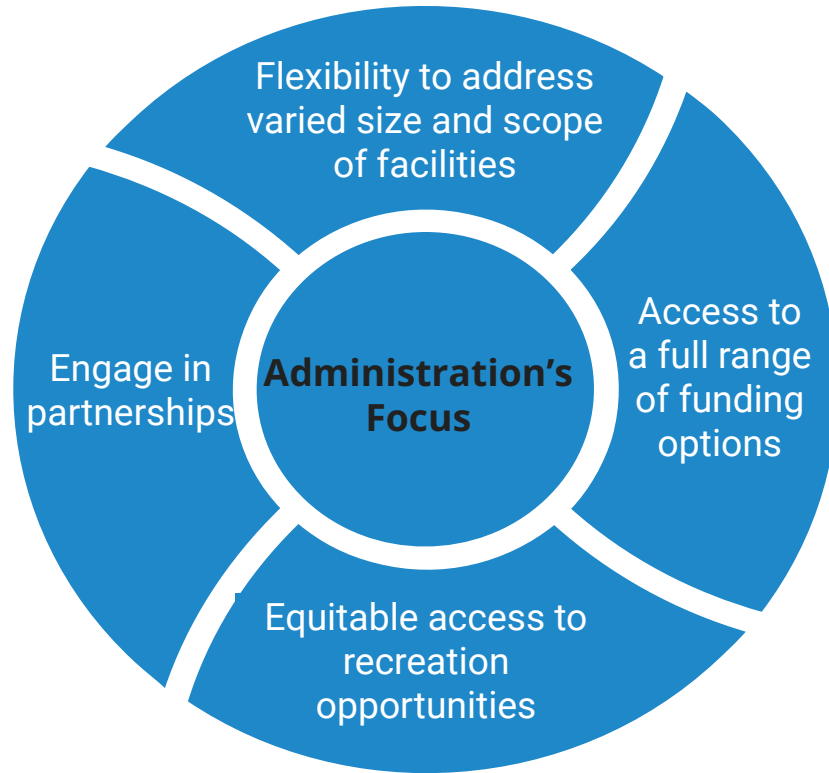 Flexibility to address
varied size and scope
of facilities
Access to
a full range
of funding
options
Administration’s
Focus
Engage in
partnerships
Equitable access to
recreation
opportunities